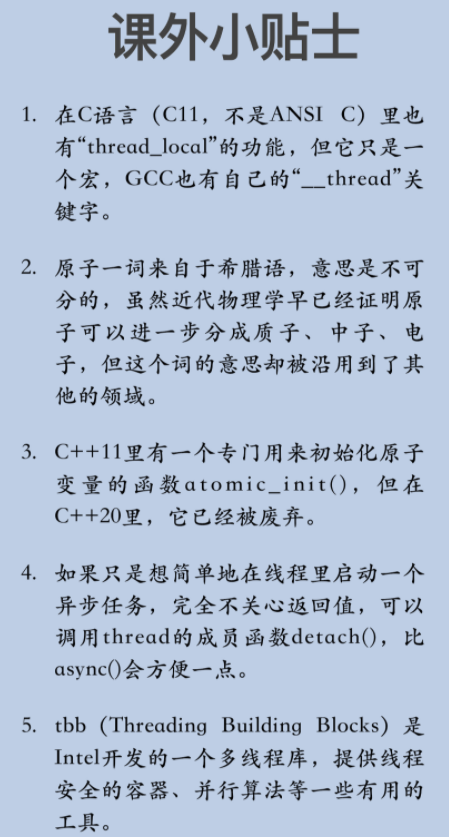 课外小贴士
1. 在C语言（C11，不是ANSI C）里也
有“thread_local”的功能，但它只是一
个宏，GCC也有自己的“__thread”关
键字。
2. 原子一词来自于希腊语，意思是不可
分的，虽然近代物理学早已经证明原
子可以进一步分成质子、中子、电
子，但这个词的意思却被沿用到了其
他的领域。
3. C++11里有一个专门用来初始化原子
变量的函数atomic_init()，但在
C++20里，它已经被废弃。
4. 如果只是想简单地在线程里启动一个
异步任务，完全不关心返回值，可以
调用thread的成员函数detach()，比
async()会方便一点。
5. tbb（Threading Building Blocks）是
Intel开发的一个多线程库，提供线程
安全的容器、并行算法等一些有用的
工具。